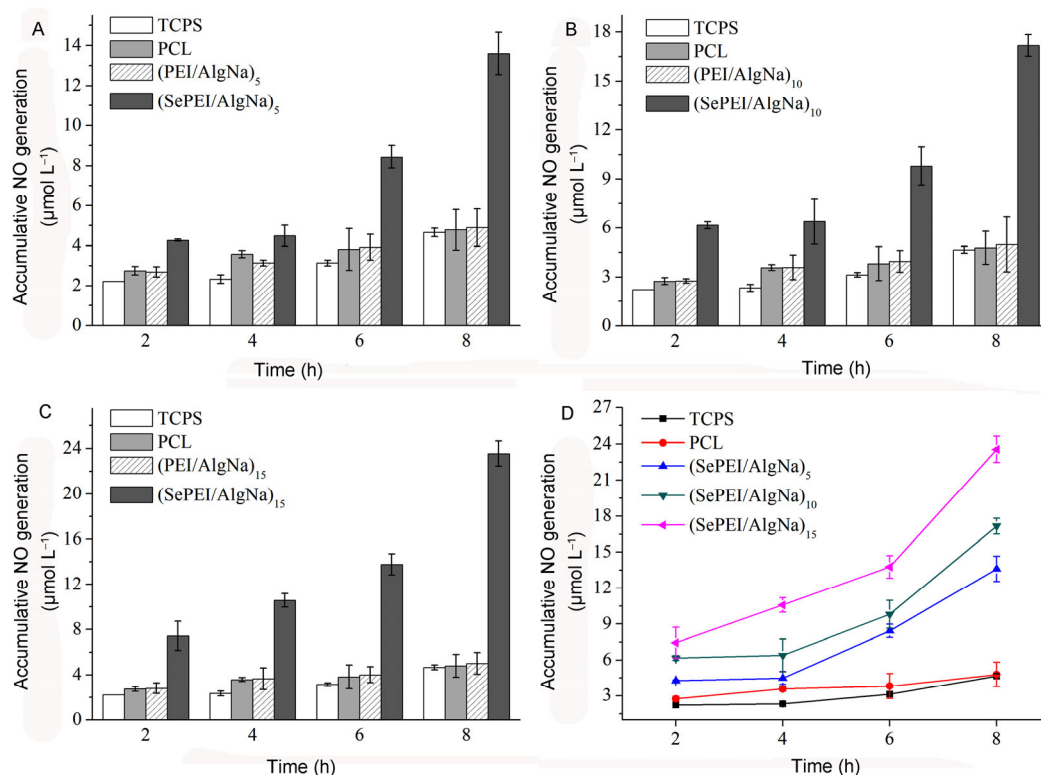 A
TCPS
PCL
(PEI/AlgNa)5
(SePEI/AlgNa)5
Accumulative NO generation
(μmol L−1)
14
12
10
8
6
4
2
0
2 4 6 8
Time (h)
B
TCPS
PCL
(PEI/AlgNa)10
(SePEI/AlgNa)10
Accumulative NO generation
(μmol L−1)
18
15
12
9
6
3
0
2 4 6 8
Time (h)
C
TCPS
PCL
(PEI/AlgNa)15
(SePEI/AlgNa)15
Accumulative NO generation
(μmol L−1)
24
20
16
12
8
4
0
2 4 6 8
Time (h)
D
TCPS
PCL
(SePEI/AlgNa)5
(SePEI/AlgNa)10
(SePEI/AlgNa)15
Accumulative NO generation
(μmol L−1)
27
24
21
18
15
12
9
6
3
2 4 6 8
Time (h)